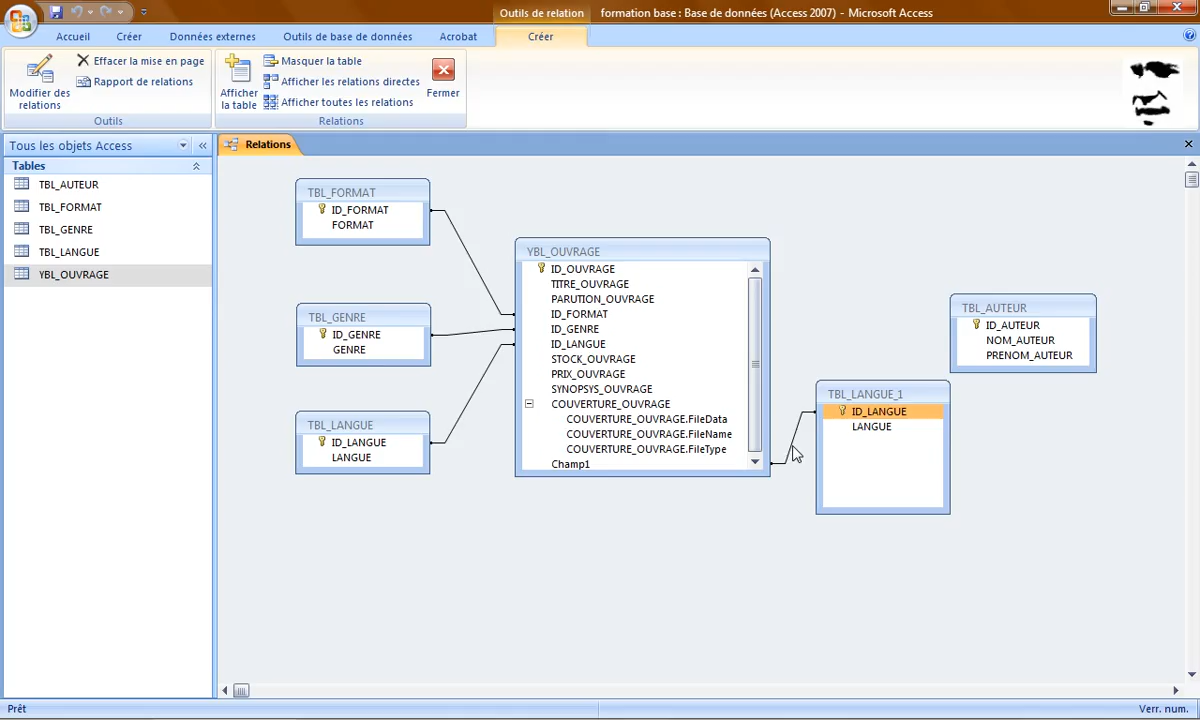 Outils de relation
formation base : Base de données (Access 2007) - Microsoft Access
Accueil
Créer
Données externes
Outils de base de données
Acrobat
Créer
Modifier des
relations
Effacer la mise en page
Rapport de relations
Outils
Afficher
la table
Masquer la table
Afficher les relations directes
Afficher toutes les relations
Fermer
Relations
Tous les objets Access
Tables
TBL_AUTEUR
TBL_FORMAT
TBL_GENRE
TBL_LANGUE
YBL_OUVRAGE
Relations
TBL_FORMAT
ID_FORMAT
FORMAT
TBL_GENRE
ID_GENRE
GENRE
TBL_LANGUE
ID_LANGUE
LANGUE
YBL_OUVRAGE
ID_OUVRAGE
TITRE_OUVRAGE
PARUTION_OUVRAGE
ID_FORMAT
ID_GENRE
ID_LANGUE
STOCK_OUVRAGE
PRIX_OUVRAGE
SYNOPSYS_OUVRAGE
COUVERTURE_OUVRAGE
COUVERTURE_OUVRAGE.FileData
COUVERTURE_OUVRAGE.FileName
COUVERTURE_OUVRAGE.FileType
Champ1
TBL_LANGUE_1
ID_LANGUE
LANGUE
TBL_AUTEUR
ID_AUTEUR
NOM_AUTEUR
PRENOM_AUTEUR
Prêt
Verr. num.